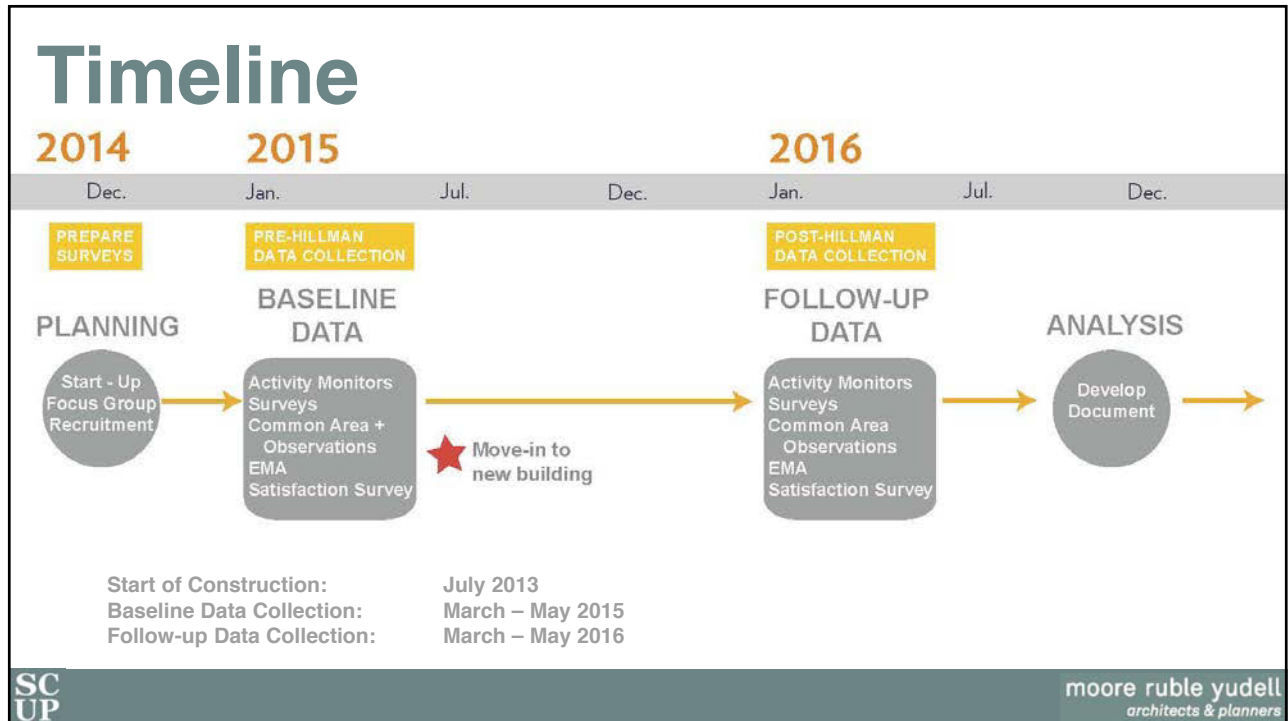 Timeline
2014 2015 2016
Dec. Jan. Jul. Dec. Jan. Jul. Dec.
PREPARE
SURVEYS
PRE-HILLMAN
DATA COLLECTION
POST-HILLMAN
DATA COLLECTION
PLANNING
BASELINE
DATA
FOLLOW-UP
DATA
ANALYSIS
Start - Up
Focus Group
Recruitment
Activity Monitors
Surveys
Common Area +
Observations
EMA
Satisfaction Survey
Move-in to
new building
Activity Monitors
Surveys
Common Area
Observations
EMA
Satisfaction Survey
Develop
Document
Start of Construction: July 2013
Baseline Data Collection: March – May 2015
Follow-up Data Collection: March – May 2016
SC
UP
moore ruble yudell
architects & planners